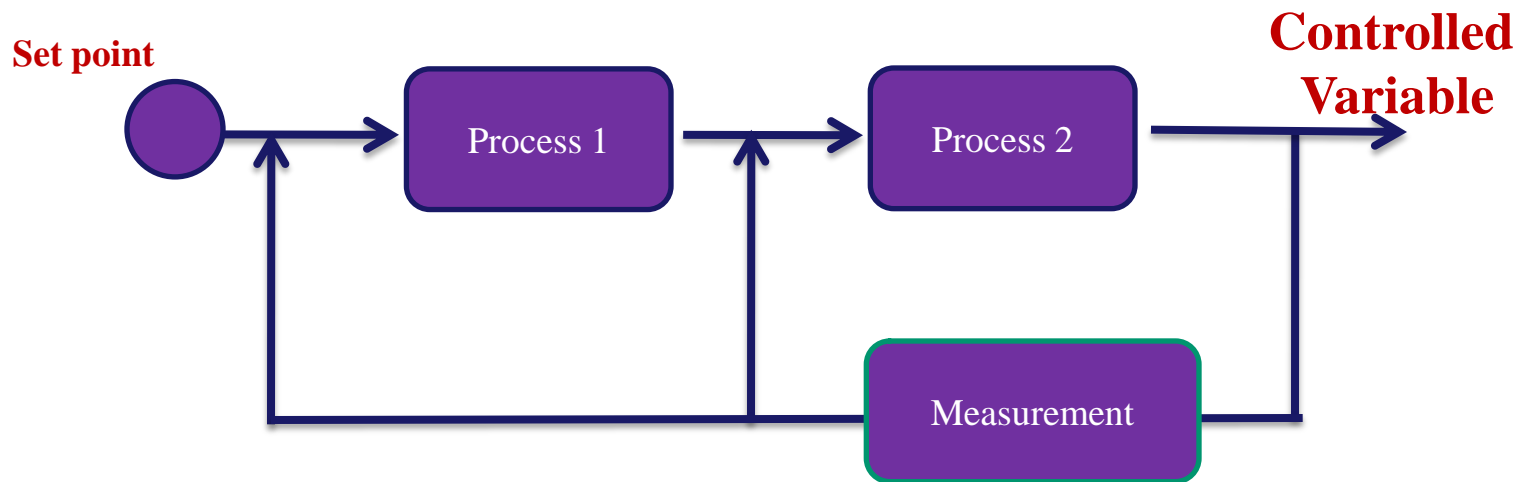 Set point
Controlled
Variable
Process 1
Process 2
Measurement